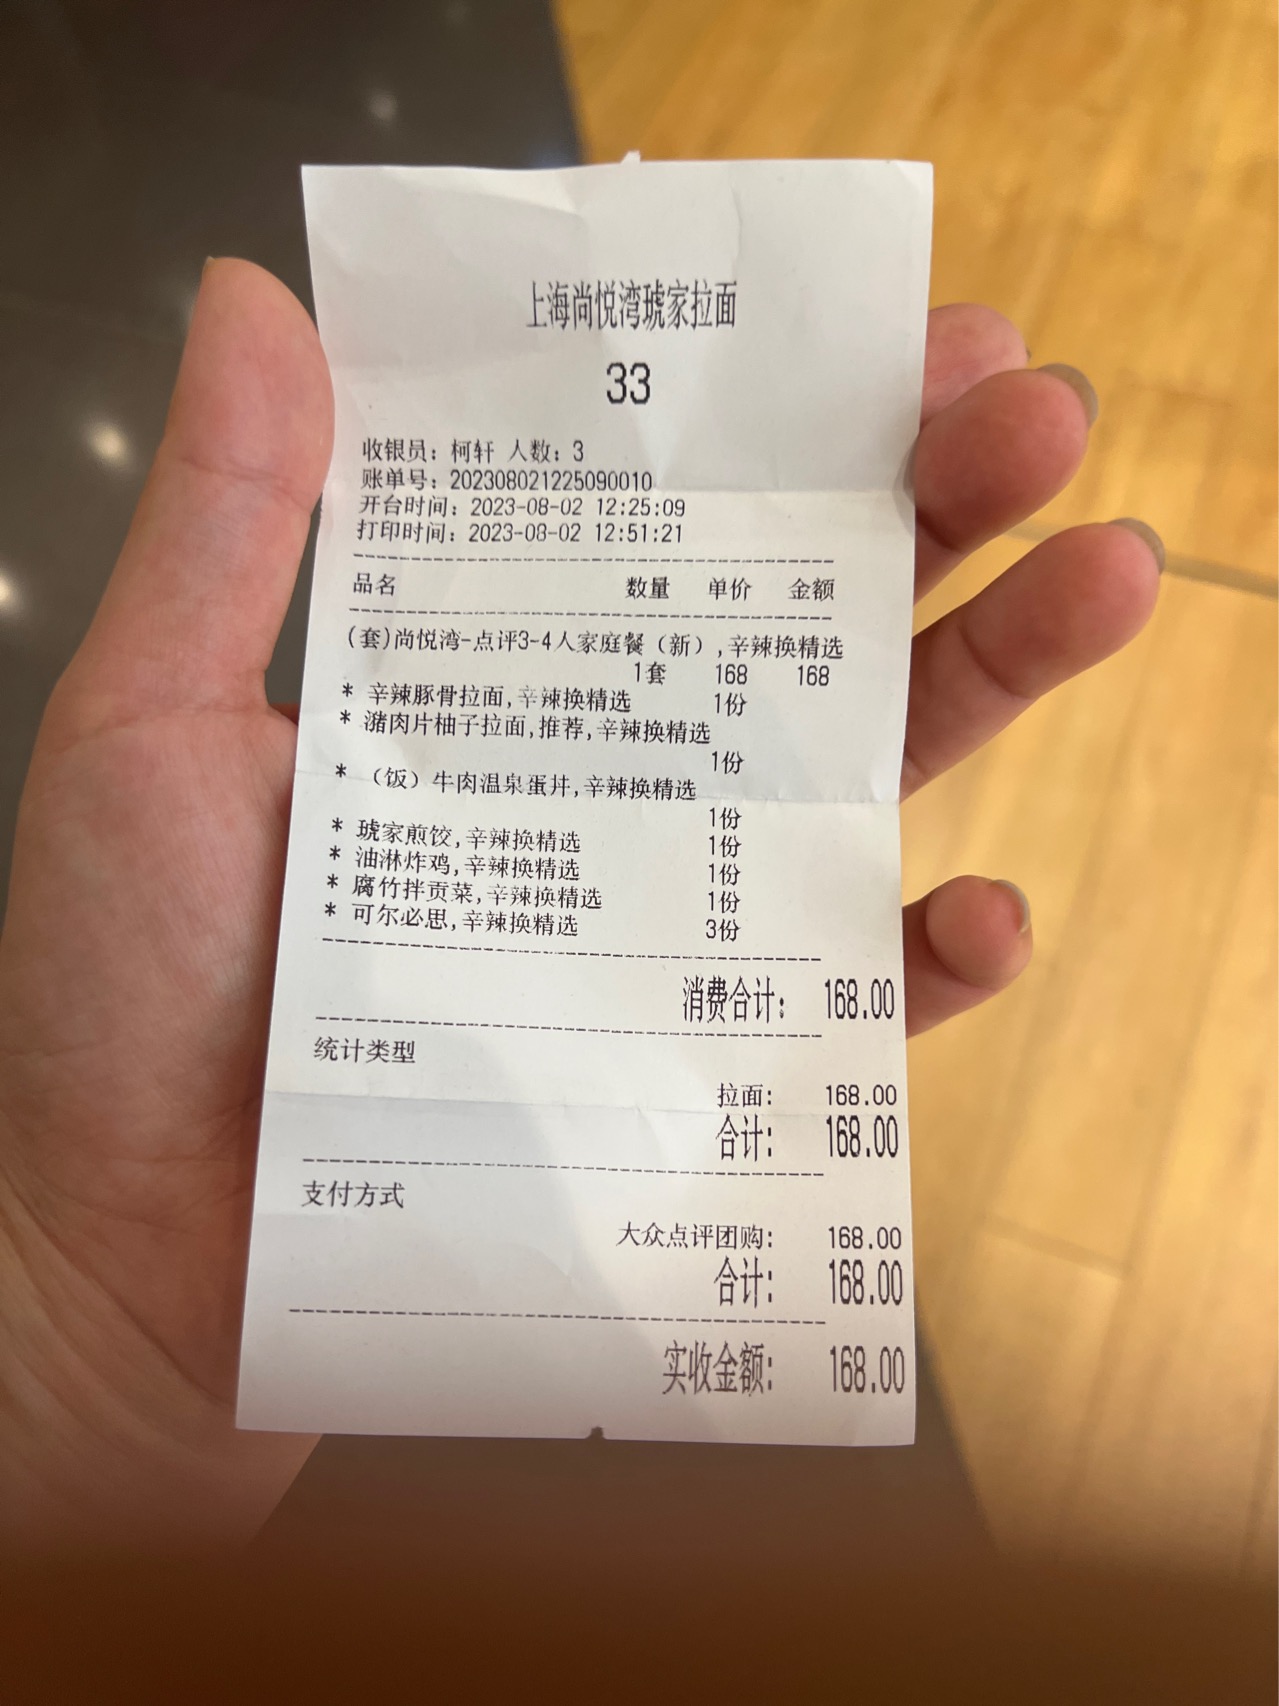 上海尚悦湾琥家拉面
33
收银员: 柯轩 人数: 3
账单号: 202308021225090010
开台时间: 2023-08-02 12:25:09
打印时间: 2023-08-02 12:51:21
品名 数量 单价 金额
(套)尚悦湾-点评3-4人家庭餐（新）,辛辣换精选
1套 168 168
* 辛辣豚骨拉面,辛辣换精选 1份
* 潴肉片柚子拉面,推荐,辛辣换精选
1份
* （饭）牛肉温泉蛋丼,辛辣换精选
1份
* 琥家煎饺,辛辣换精选 1份
* 油淋炸鸡,辛辣换精选 1份
* 腐竹拌贡菜,辛辣换精选 1份
* 可尔必思,辛辣换精选 3份
消费合计: 168.00
统计类型
拉面: 168.00
合计: 168.00
支付方式
大众点评团购: 168.00
合计: 168.00
实收金额: 168.00